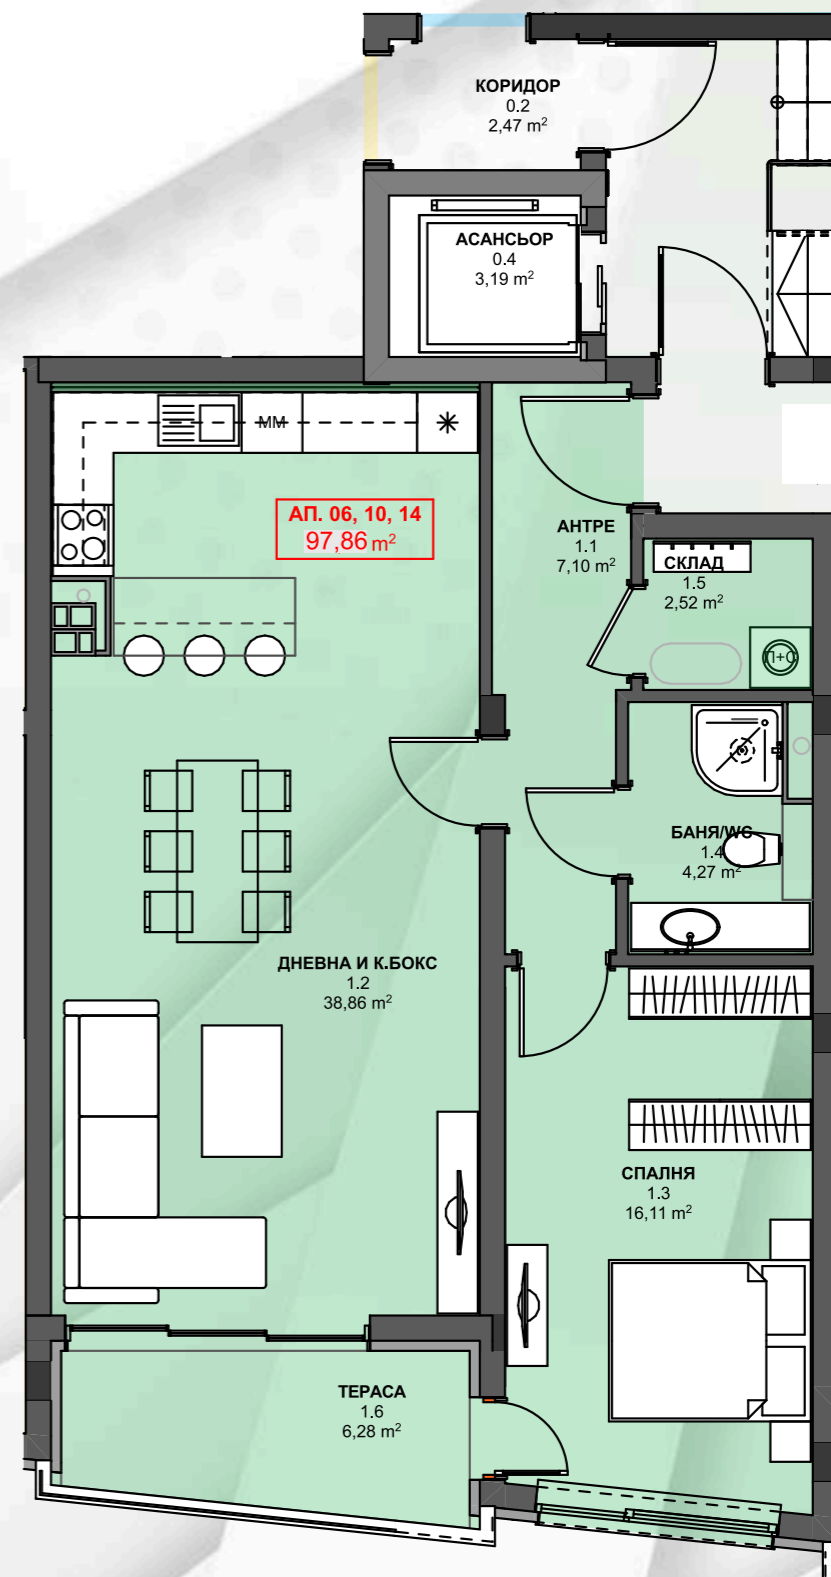 КОРИДОР
0.2
2,47 m²
АСАНСЬОР
0.4
3,19 m²
ММ
АП. 06, 10, 14
97,86 m²
АНТРЕ
1.1
7,10 m²
СКЛАД
1.5
2,52 m²
П+С
БАНЯ/WC
1.4
4,27 m²
ДНЕВНА И К.БОКС
1.2
38,86 m²
СПАЛНЯ
1.3
16,11 m²
ТЕРАСА
1.6
6,28 m²